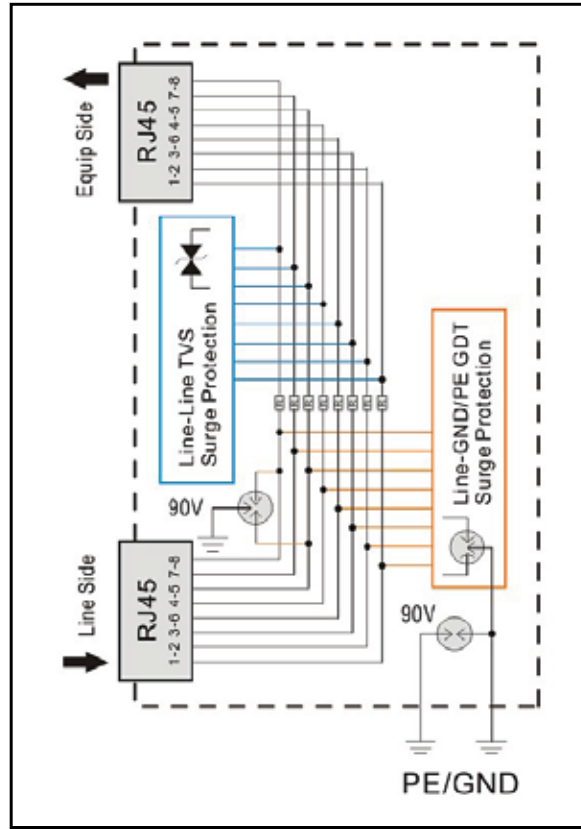 Equip Side
RJ45
1-2 3-6 4-5 7-8
Line-Line TVS
Surge Protection
Line-GND/PE GDT
Surge Protection
90V
Line Side
RJ45
1-2 3-6 4-5 7-8
90V
PE/GND